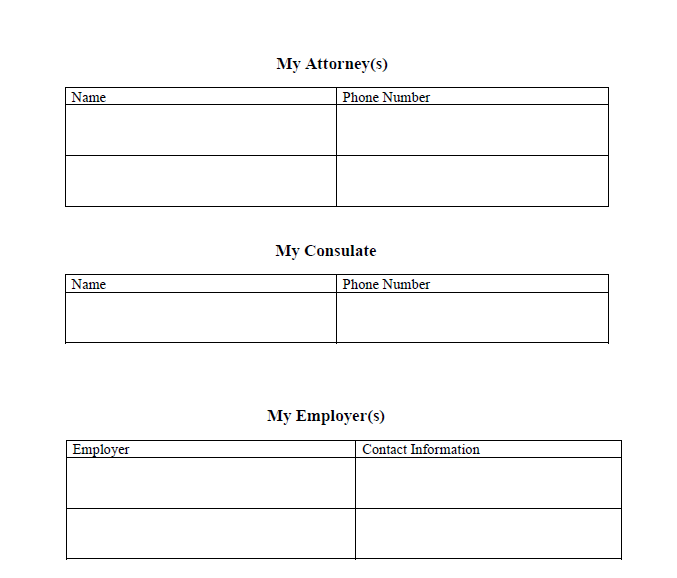 My Attorney(s)
Name Phone Number
My Consulate
Name Phone Number
My Employer(s)
Employer Contact Information